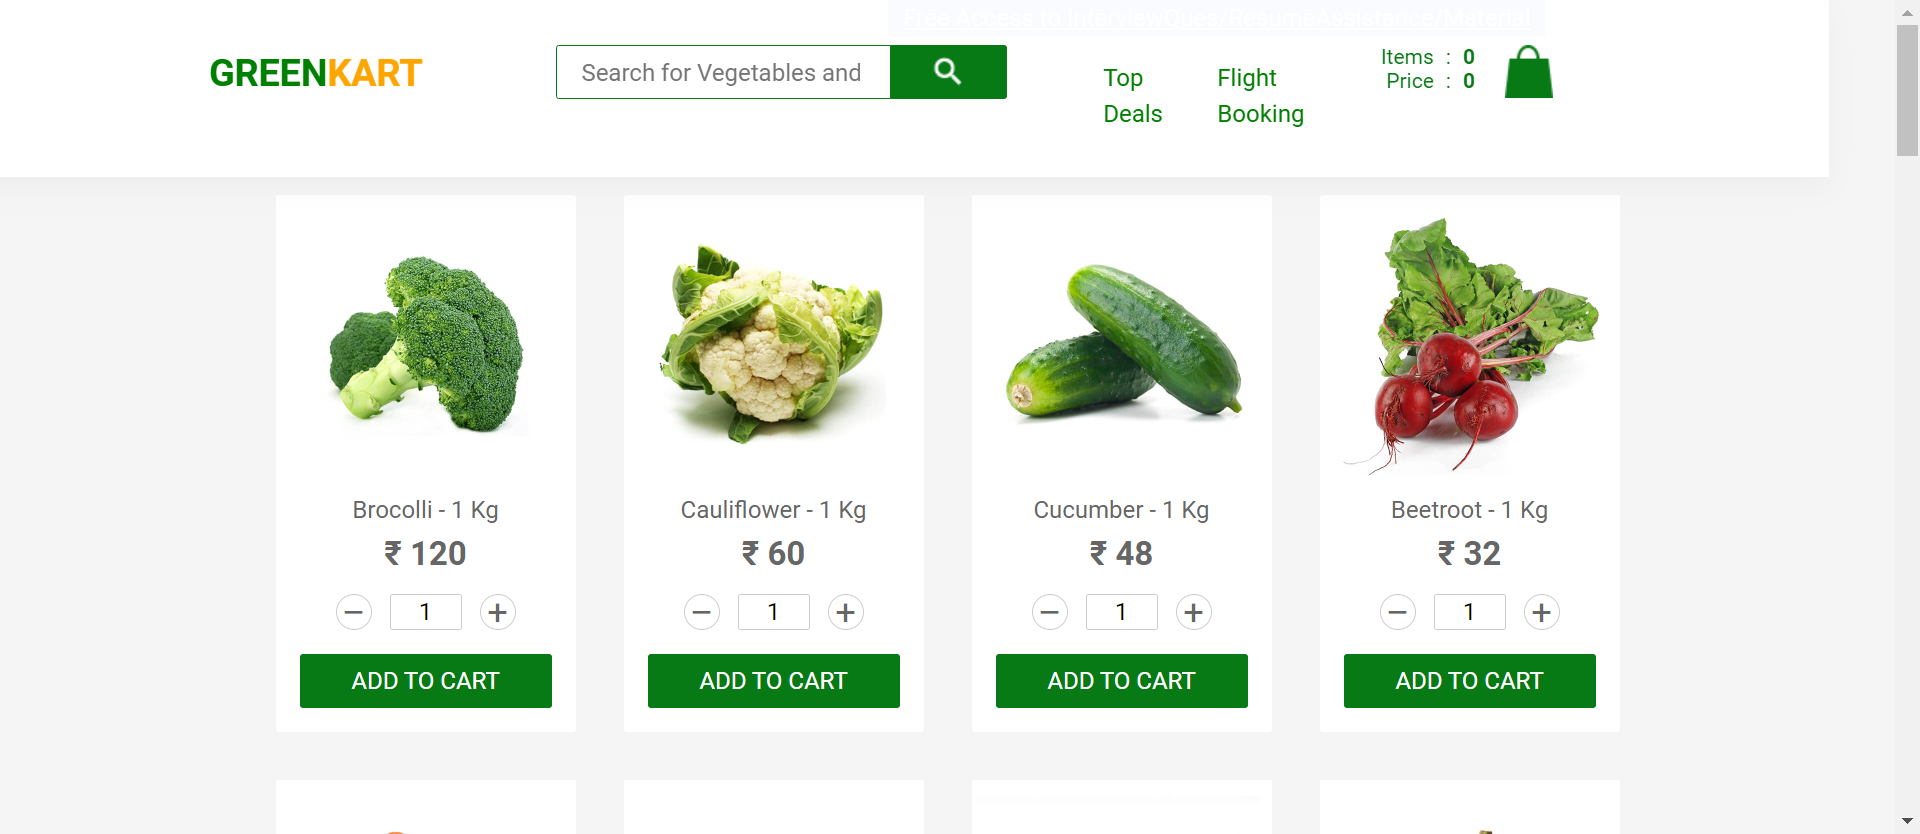 Free Access to InterviewQues/ResumeAssistance/Material
GREENKART
Search for Vegetables and
Top
Deals
Flight
Booking
Items : 0
Price : 0
Brocolli - 1 Kg
₹ 120
− 1 +
ADD TO CART
Cauliflower - 1 Kg
₹ 60
− 1 +
ADD TO CART
Cucumber - 1 Kg
₹ 48
− 1 +
ADD TO CART
Beetroot - 1 Kg
₹ 32
− 1 +
ADD TO CART